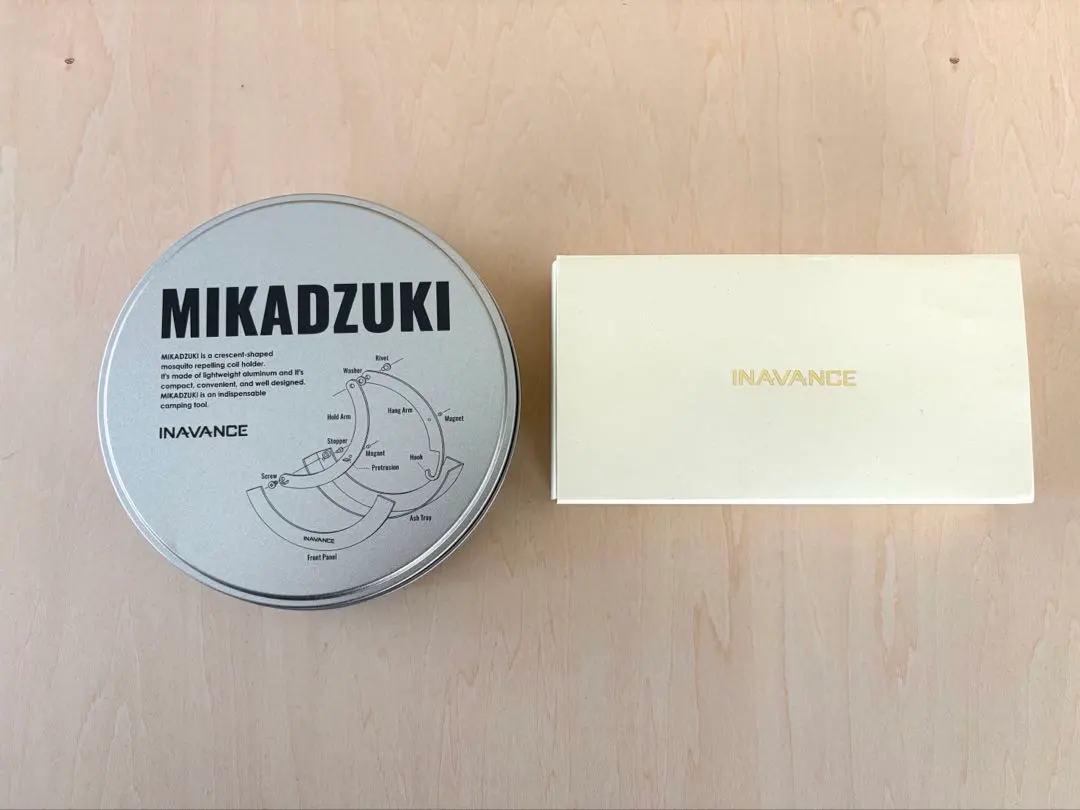 MIKADZUKI
MIKADZUKI is a crescent-shaped
mosquito repelling coil holder.
It's made of lightweight aluminum and It's
compact, convenient, and well designed.
MIKADZUKI is an indispensable
camping tool.
INAVANCE
Rivet
Washer
Hold Arm
Hang Arm
Magnet
Stopper
Magnet
Hook
Protrusion
Screw
Ash Tray
INAVANCE
Front Panel
INAVANCE